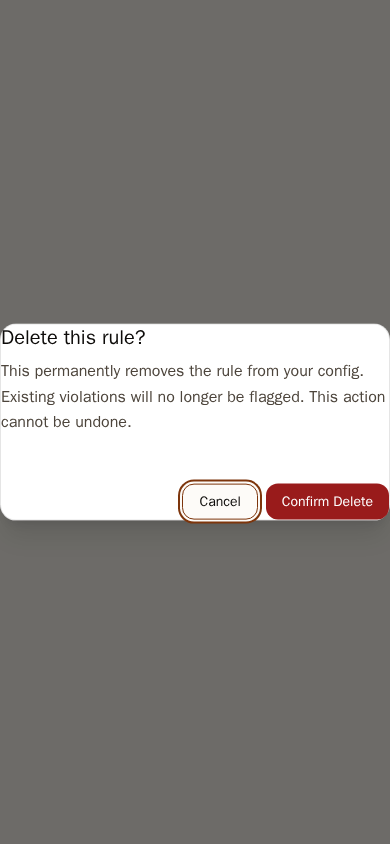 Delete this rule?
This permanently removes the rule from your config.
Existing violations will no longer be flagged. This action
cannot be undone.
Cancel
Confirm Delete